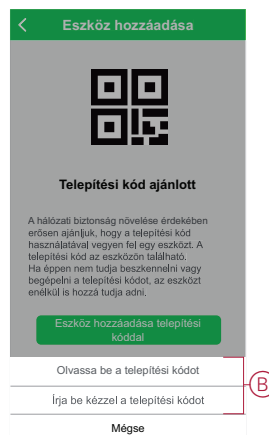 Eszköz hozzáadása
Telepítési kód ajánlott
A hálózati biztonság növelése érdekében
erősen ajánljuk, hogy a telepítési kód
használatával vegyen fel egy eszközt. A
telepítési kód az eszközön található.
Ha éppen nem tudja beszkennelni vagy
begépelni a telepítési kódot, az eszközt
enélkül is hozzá tudja adni.
Eszköz hozzáadása telepítési
kóddal
Olvassa be a telepítési kódot
B
Írja be kézzel a telepítési kódot
Mégse